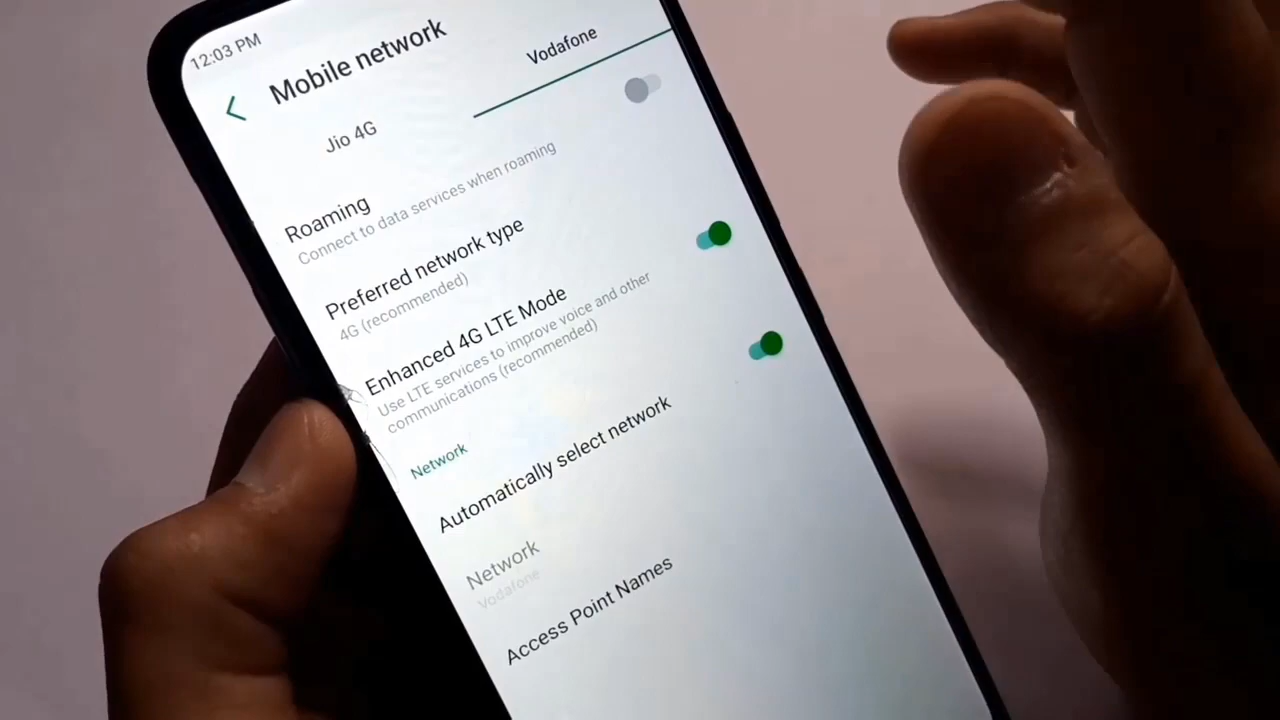 12:03 PM
Mobile network
Jio 4G
Vodafone
Roaming
Connect to data services when roaming
Preferred network type
4G (recommended)
Enhanced 4G LTE Mode
Use LTE services to improve voice and other
communications (recommended)
Network
Automatically select network
Network
Vodafone
Access Point Names